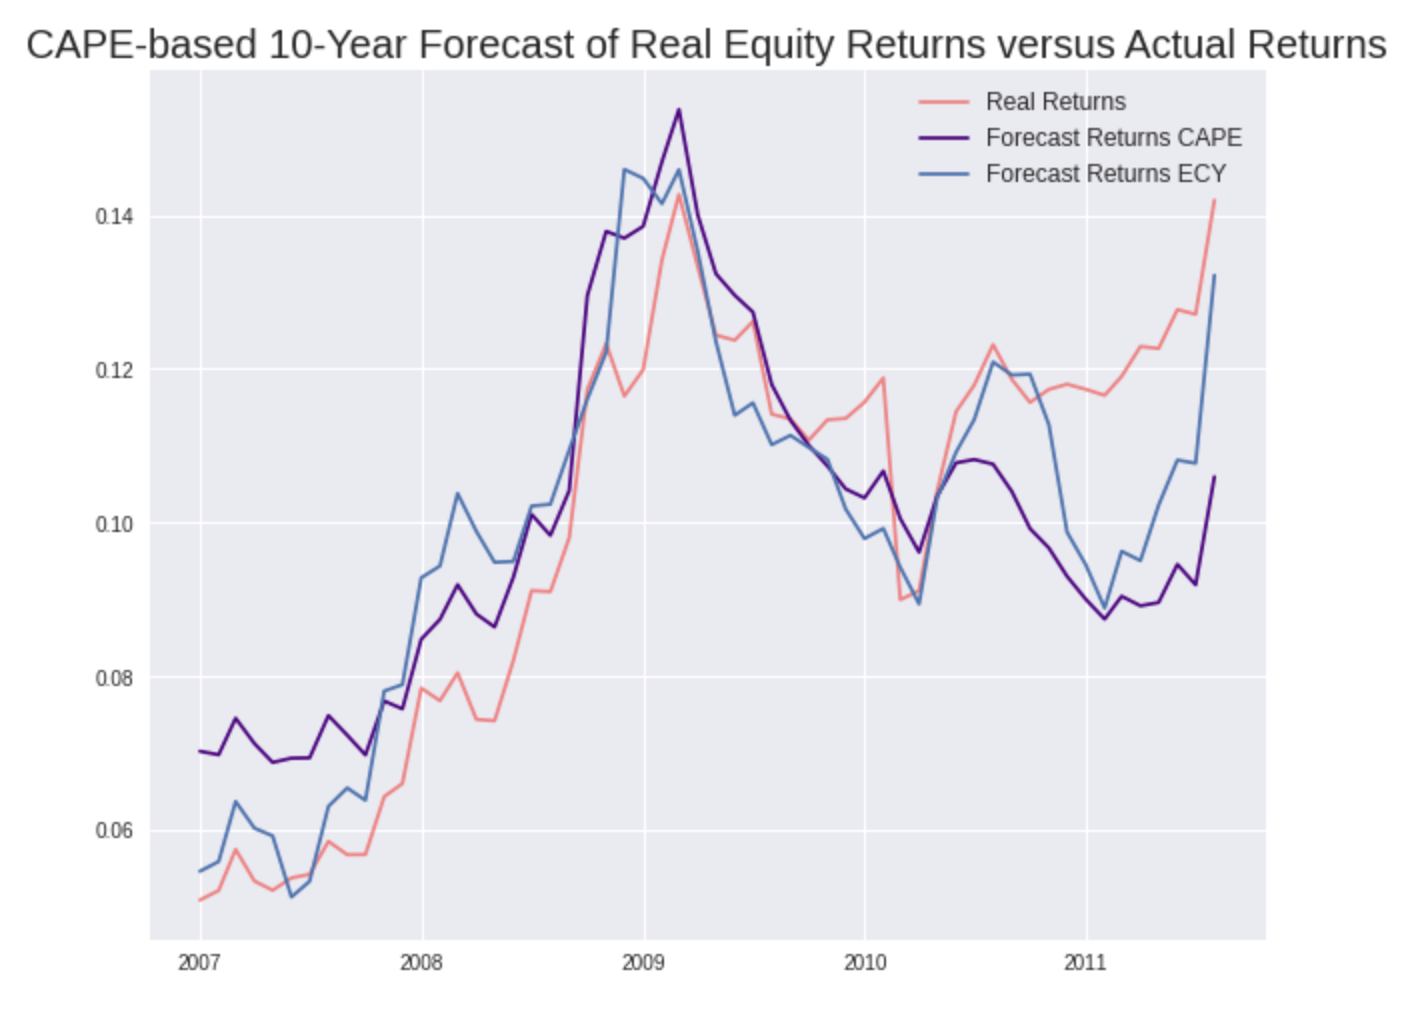 CAPE-based 10-Year Forecast of Real Equity Returns versus Actual Returns
Real Returns
Forecast Returns CAPE
Forecast Returns ECY
0.14
0.12
0.10
0.08
0.06
2007 2008 2009 2010 2011